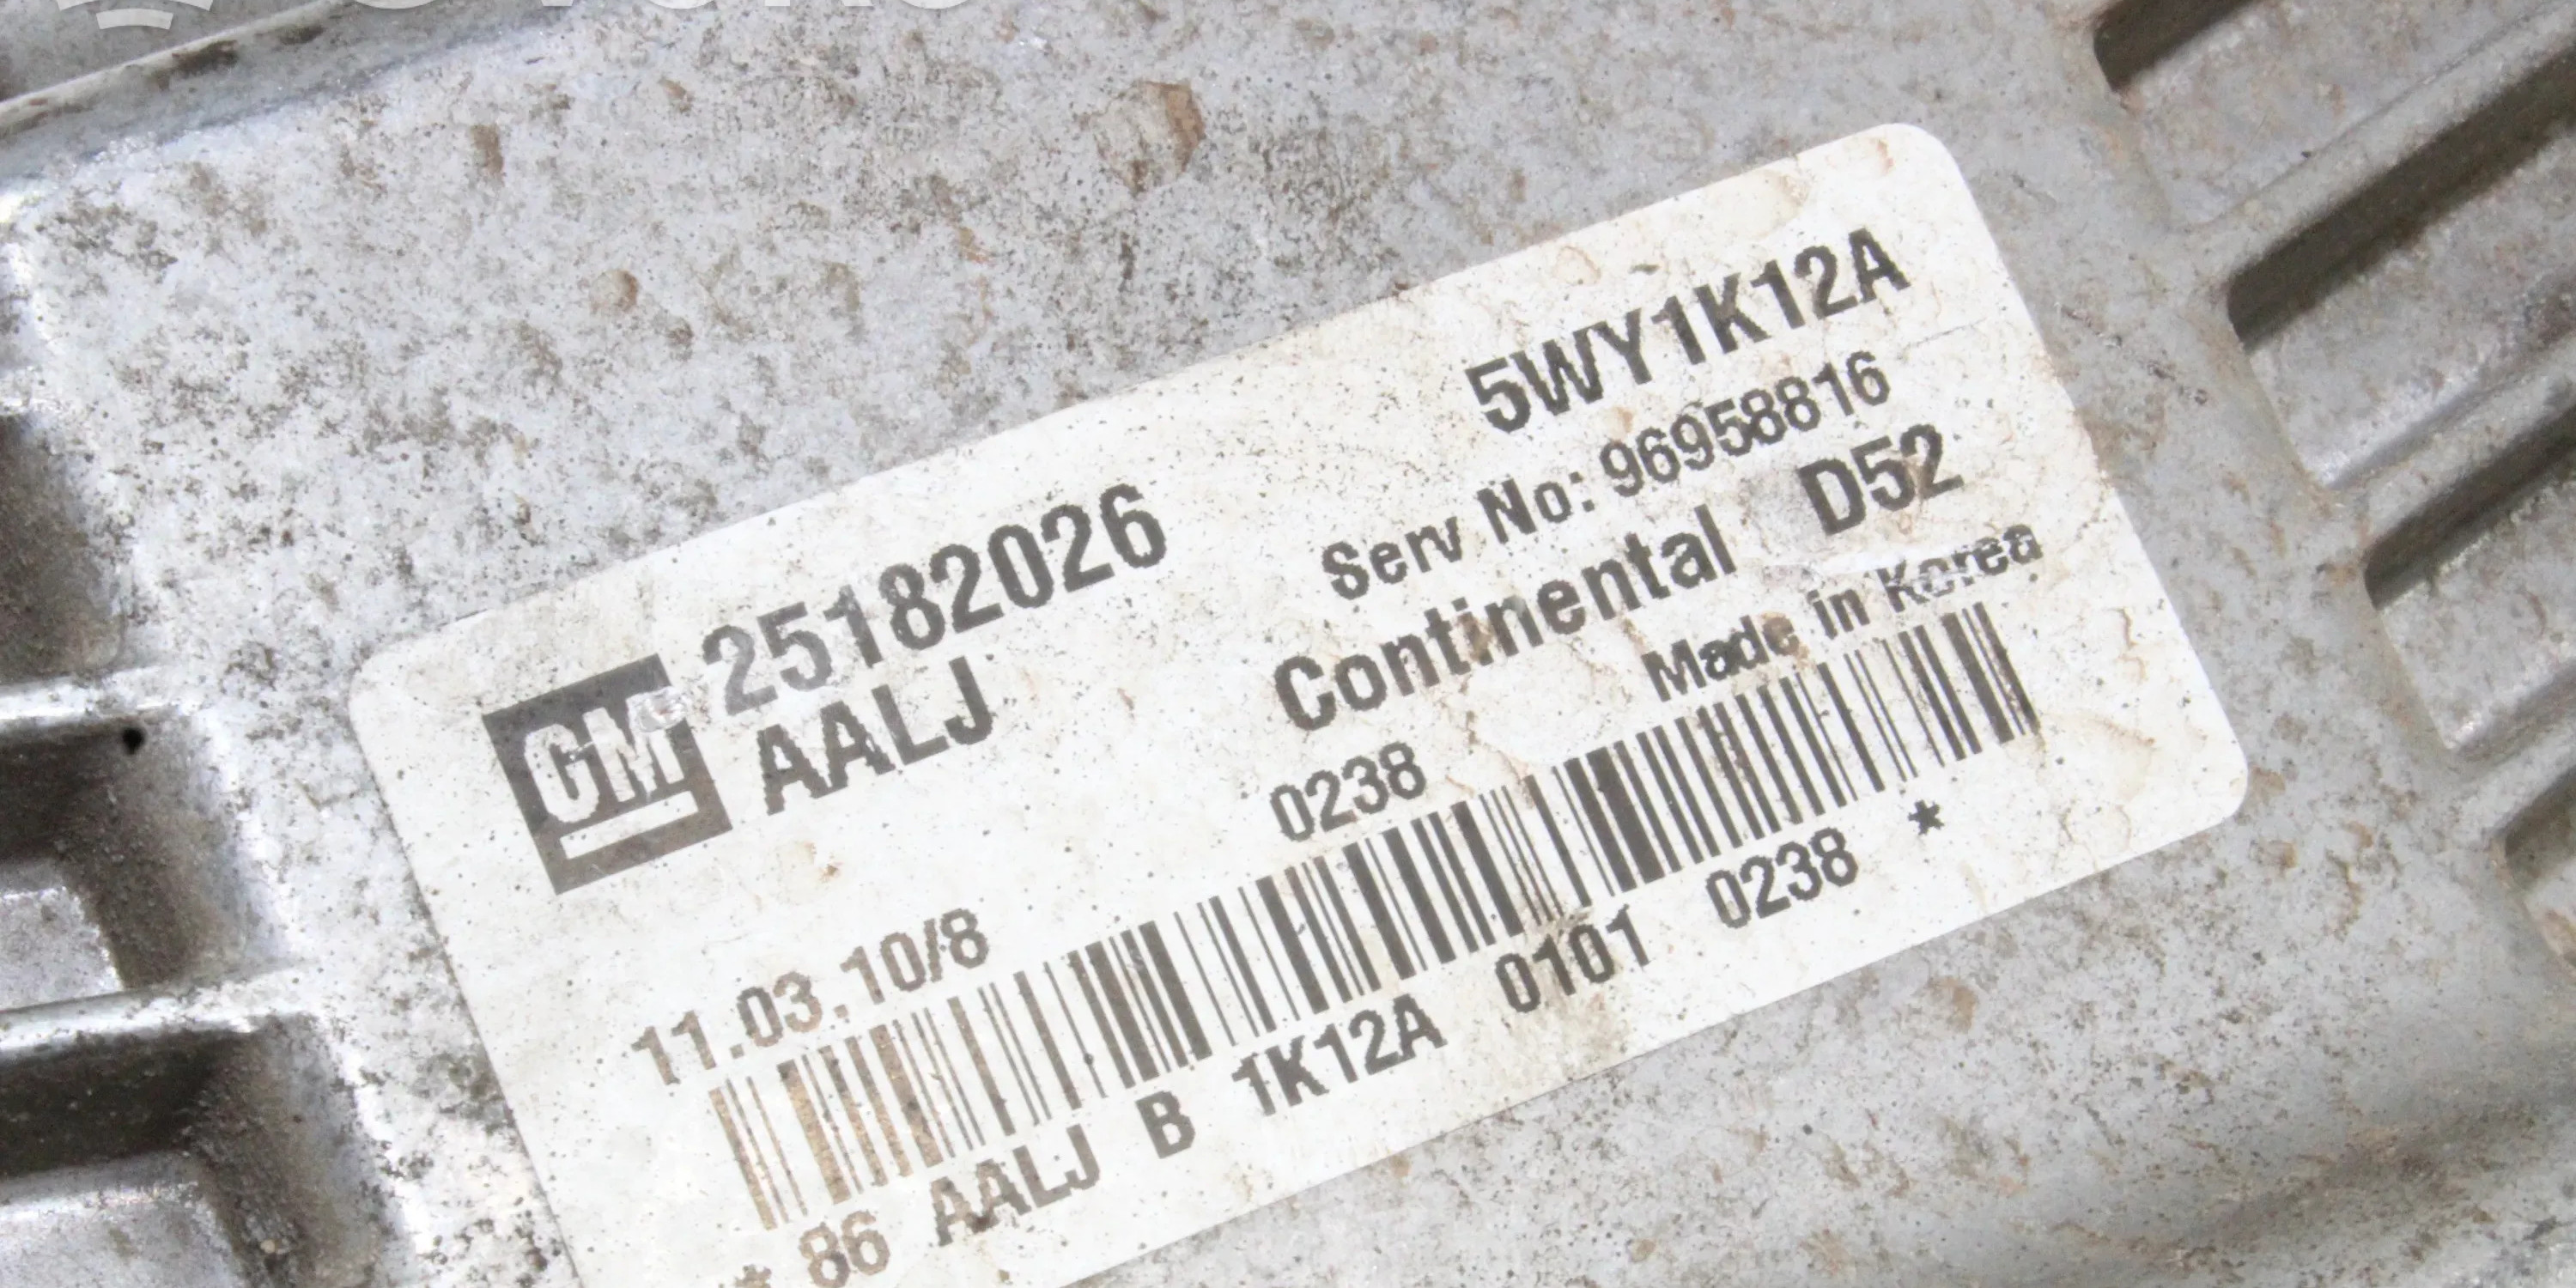 5WY1K12A
Serv No: 96958816
25182026
Continental D52
GM AALJ
Made in Korea
0238
11.03.10/8
* 86 AALJ B 1K12A 0101 0238 *